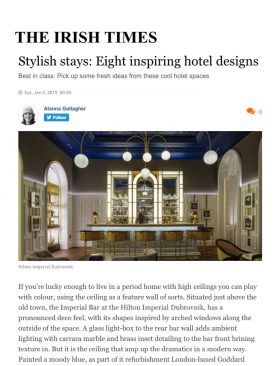 THE IRISH TIMES
Stylish stays: Eight inspiring hotel designs
Best in class: Pick up some fresh ideas from these cool hotel spaces
Sat, Jan 5, 2019, 00:00
Alanna Gallagher
Follow
0
Hilton Imperial Dubrovnik
If you're lucky enough to live in a period home with high ceilings you can play
with colour, using the ceiling as a feature wall of sorts. Situated just above the
old town, the Imperial Bar at the Hilton Imperial Dubrovnik, has a
pronounced deco feel, with its shapes inspired by arched windows along the
outside of the space. A glass light-box to the rear bar wall adds ambient
lighting with carrara marble and brass inset detailing to the bar front brining
texture in. But it is the ceiling that amp up the dramatics in a modern way.
Painted a moody blue, as part of it refurbishment London-based Goddard